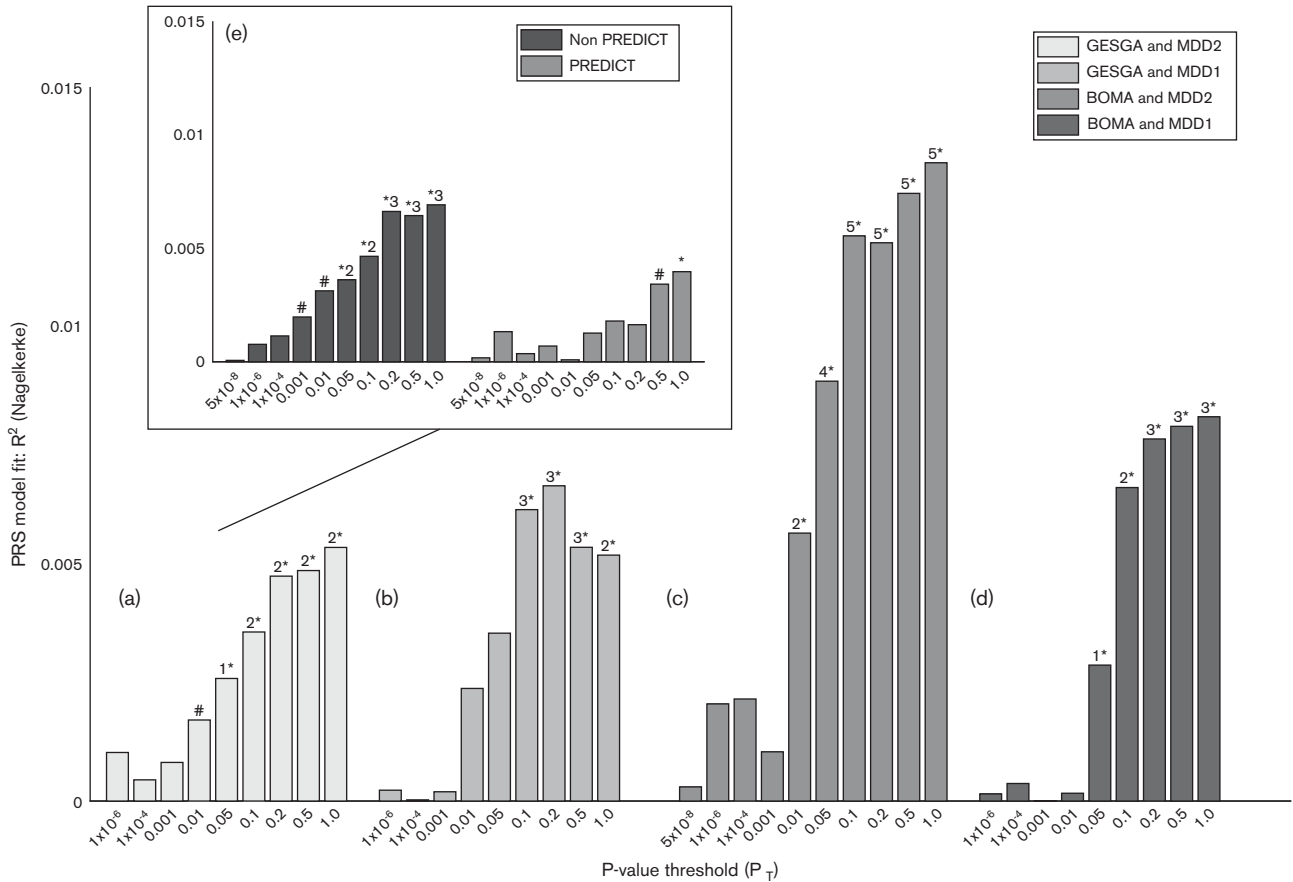 (e)
0.015
0.01
0.005
0
Non PREDICT
PREDICT
#
#
*2
*2
*3
*3
*3
#
*
5x10-8
1x10-6
1x10-4
0.001
0.01
0.05
0.1
0.2
0.5
1.0
5x10-8
1x10-6
1x10-4
0.001
0.01
0.05
0.1
0.2
0.5
1.0
GESGA and MDD2
GESGA and MDD1
BOMA and MDD2
BOMA and MDD1
PRS model fit: R2 (Nagelkerke)
0.015
0.01
0.005
0
(a)
#
1*
2*
2*
2*
2*
1x10-6
1x10-4
0.001
0.01
0.05
0.1
0.2
0.5
1.0
(b)
3*
3*
3*
2*
1x10-6
1x10-4
0.001
0.01
0.05
0.1
0.2
0.5
1.0
(c)
2*
4*
5*
5*
5*
5*
5x10-8
1x10-6
1x10-4
0.001
0.01
0.05
0.1
0.2
0.5
1.0
(d)
1*
2*
3*
3*
3*
1x10-6
1x10-4
0.001
0.01
0.05
0.1
0.2
0.5
1.0
P-value threshold (PT)